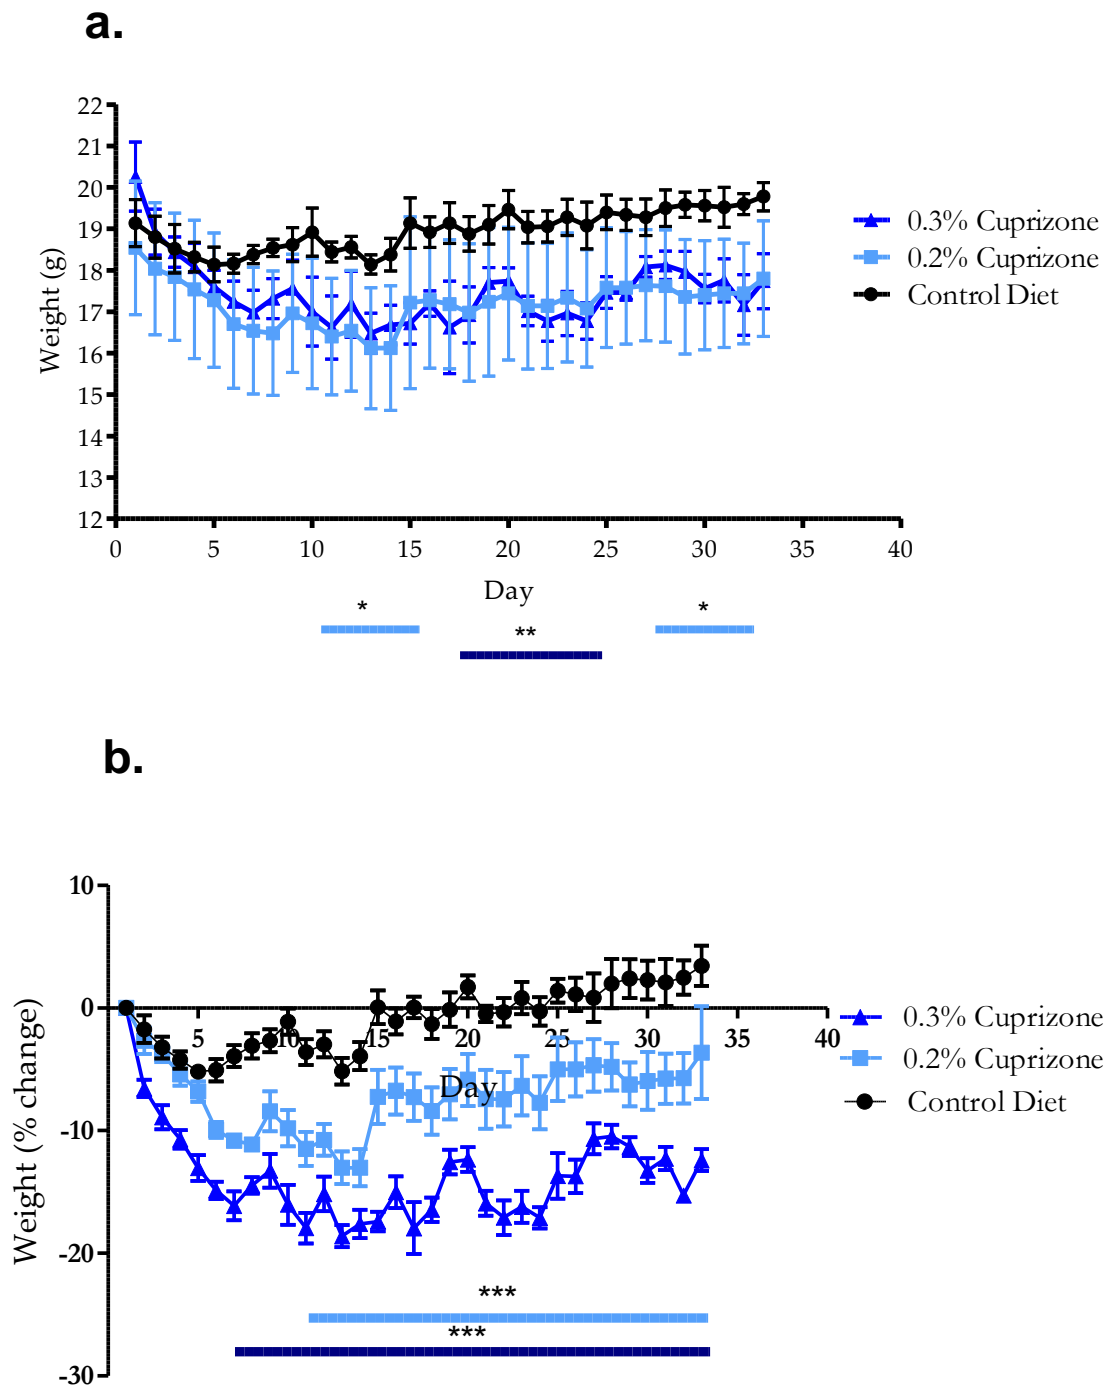 a.
22
21
20
19
18
17
16
15
14
13
12
Weight (g)
0 5 10 15 20 25 30 35 40
Day
0.3% Cuprizone
0.2% Cuprizone
Control Diet
* *
**
b.
10
0
-10
-20
-30
Weight (% change)
5 10 15 20 25 30 35 40
Day
0.3% Cuprizone
0.2% Cuprizone
Control Diet
***
***